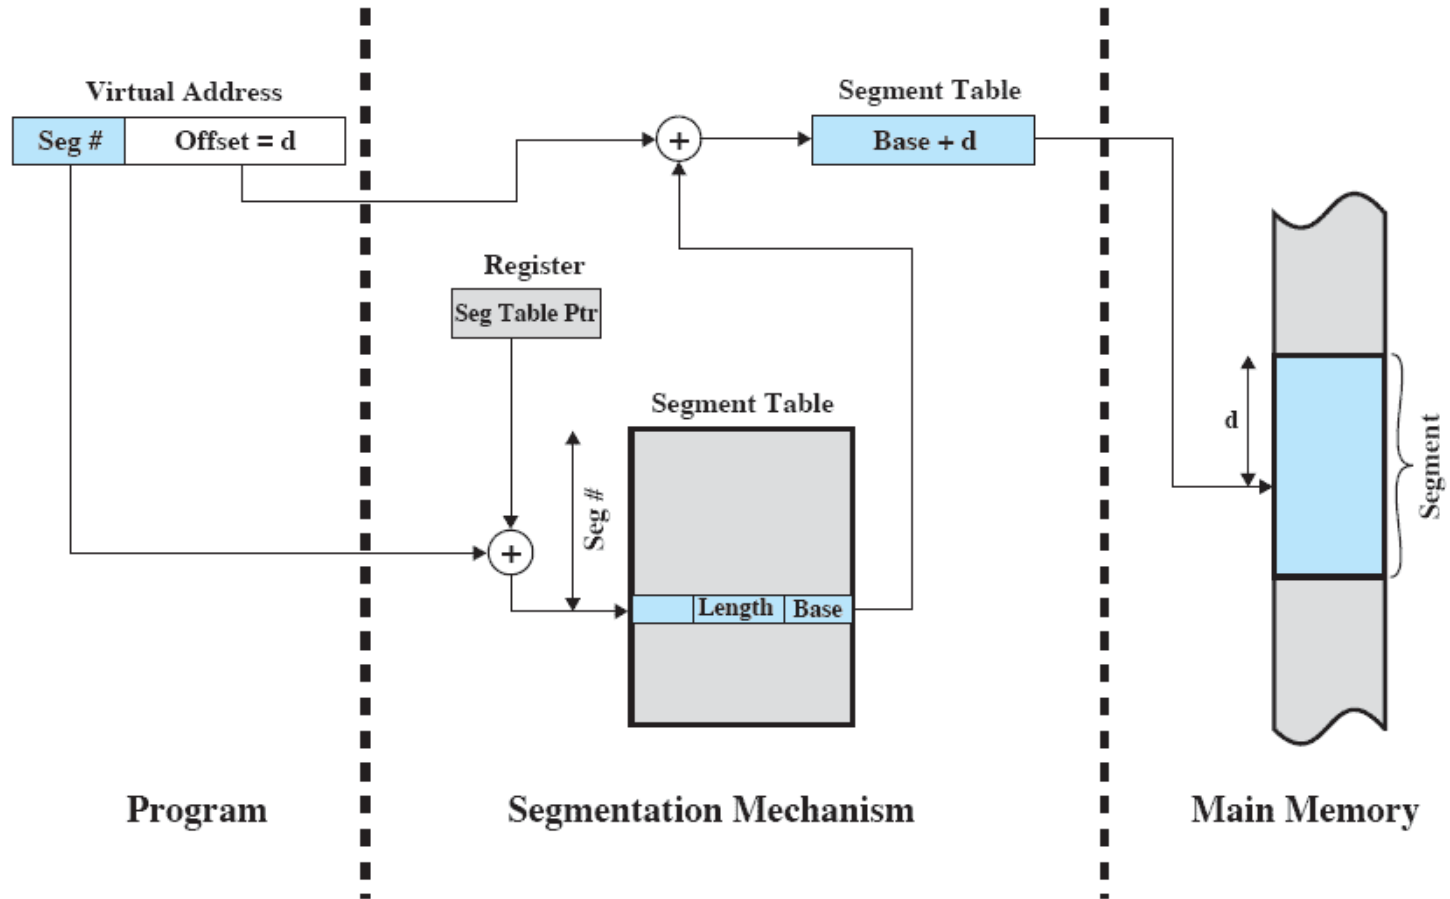 Virtual Address
Seg #
Offset = d
+
Segment Table
Base + d
Register
Seg Table Ptr
Segment Table
Seg #
+
Length
Base
d
Segment
Program
Segmentation Mechanism
Main Memory